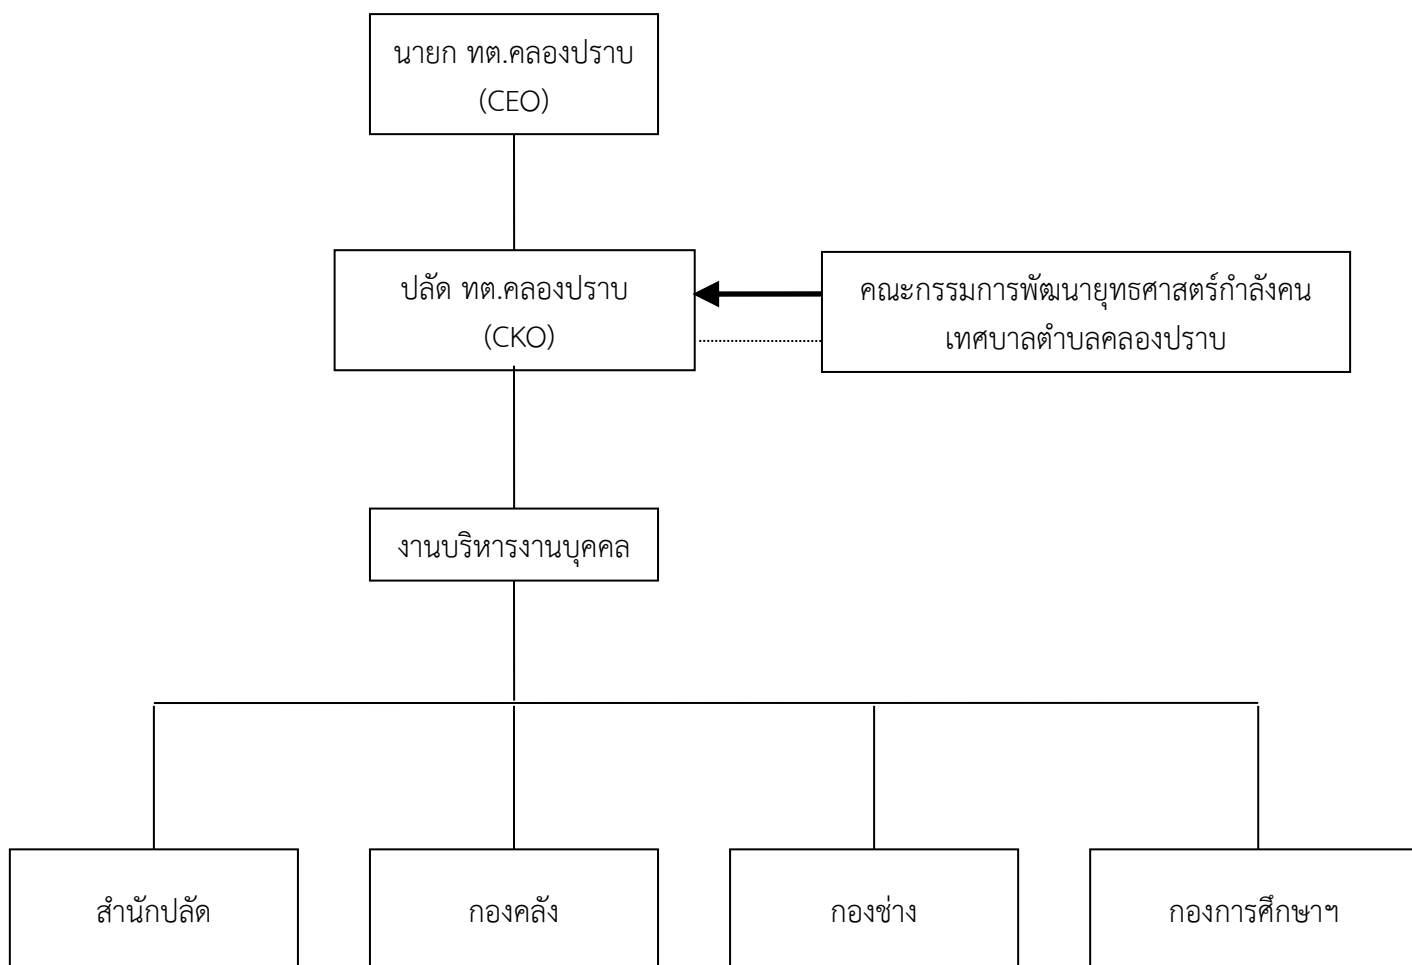 นายก ทต.คลองปราบ
(CEO)
ปลัด ทต.คลองปราบ
(CKO)
คณะกรรมการพัฒนายุทธศาสตร์กำลังคน
เทศบาลตำบลคลองปราบ
งานบริหารงานบุคคล
สำนักปลัด
กองคลัง
กองช่าง
กองการศึกษาฯ